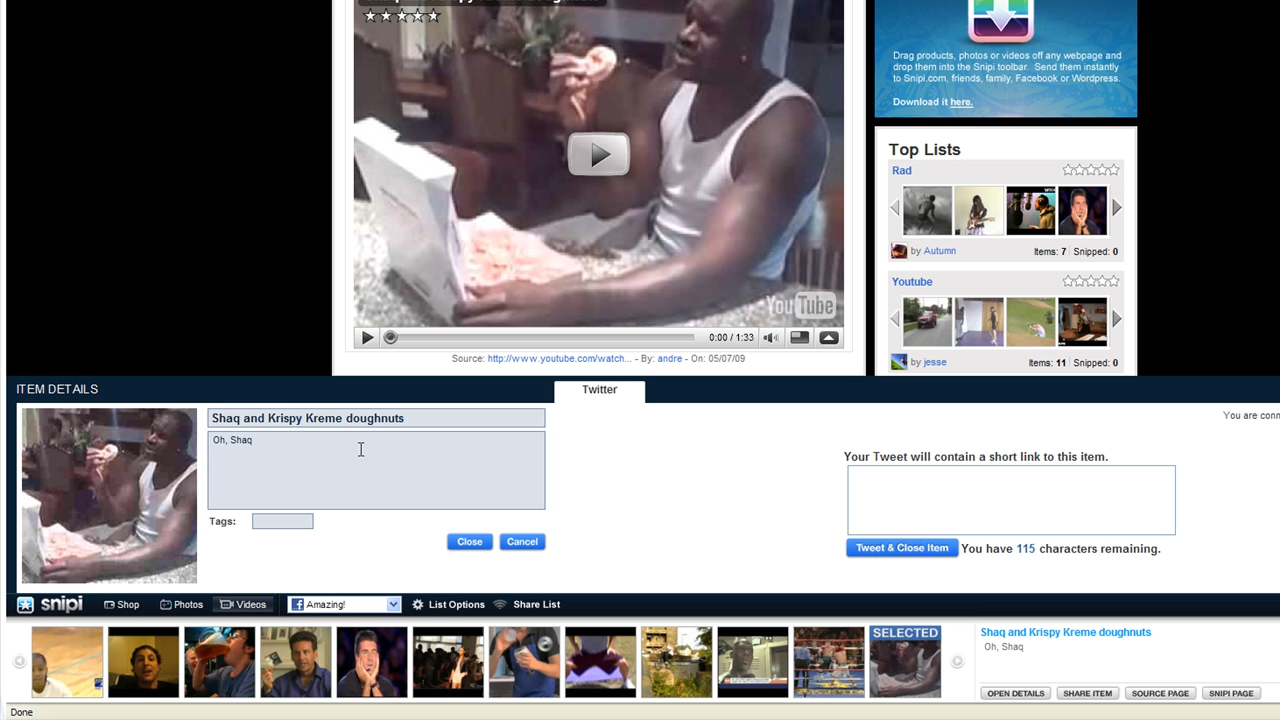 Drag products, photos or videos off any webpage and
drop them into the Snipi toolbar. Send them instantly
to Snipi.com, friends, family, Facebook or Wordpress.
Download it here.
Top Lists
Rad
by Autumn
Items: 7 Snipped: 0
Youtube
by jesse
Items: 11 Snipped: 0
You Tube
0:00 / 1:33
Source: http://www.youtube.com/watch... - By: andre - On: 05/07/09
ITEM DETAILS
Twitter
Shaq and Krispy Kreme doughnuts
Oh, Shaq
Tags:
Close
Cancel
You are conn
Your Tweet will contain a short link to this item.
Tweet & Close Item
You have 115 characters remaining.
snipi
Shop
Photos
Videos
Amazing!
List Options
Share List
SELECTED
Shaq and Krispy Kreme doughnuts
Oh, Shaq
OPEN DETAILS
SHARE ITEM
SOURCE PAGE
SNIPI PAGE
Done